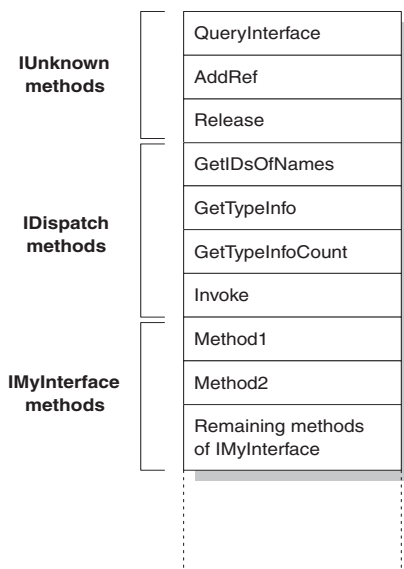 IUnknown
methods
QueryInterface
AddRef
Release
IDispatch
methods
GetIDsOfNames
GetTypeInfo
GetTypeInfoCount
Invoke
IMyInterface
methods
Method1
Method2
Remaining methods
of IMyInterface